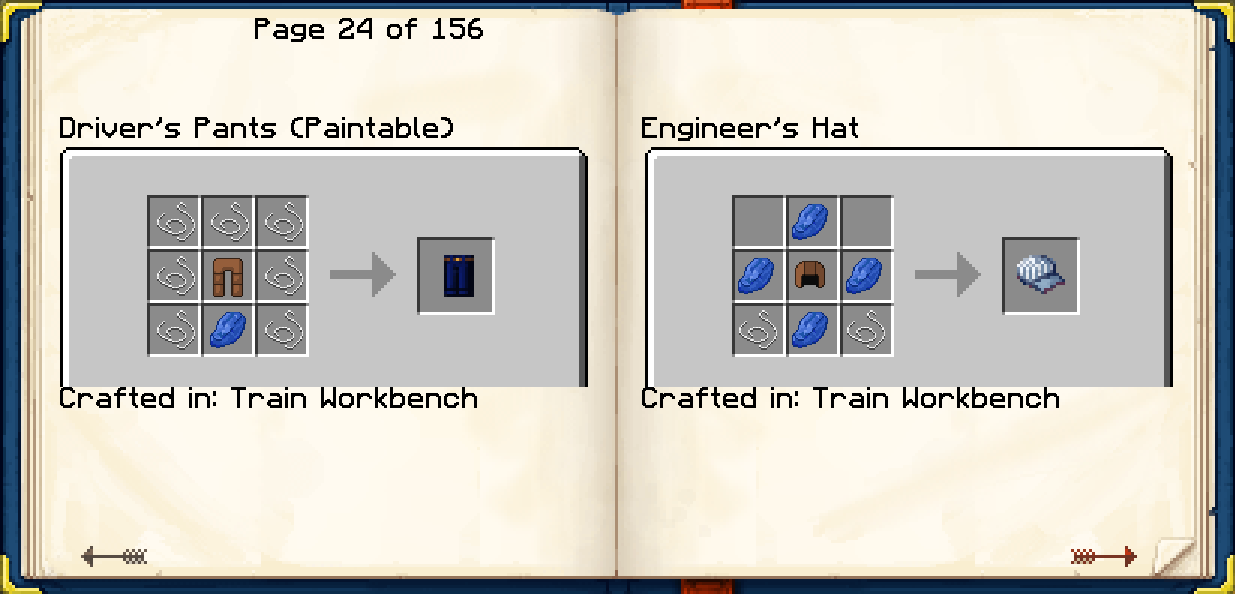 Page 24 of 156
Driver's Pants (Paintable)
Crafted in: Train Workbench
Engineer's Hat
Crafted in: Train Workbench